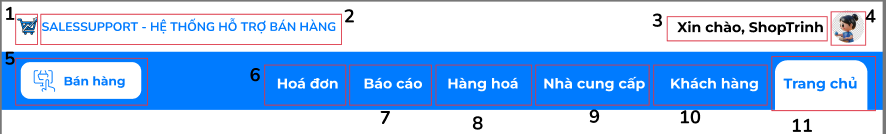 1 SALESSUPPORT - HỆ THỐNG HỖ TRỢ BÁN HÀNG 2 3 Xin chào, ShopTrinh 4
5 Bán hàng 6 Hoá đơn Báo cáo Hàng hoá Nhà cung cấp Khách hàng Trang chủ
7 8 9 10 11